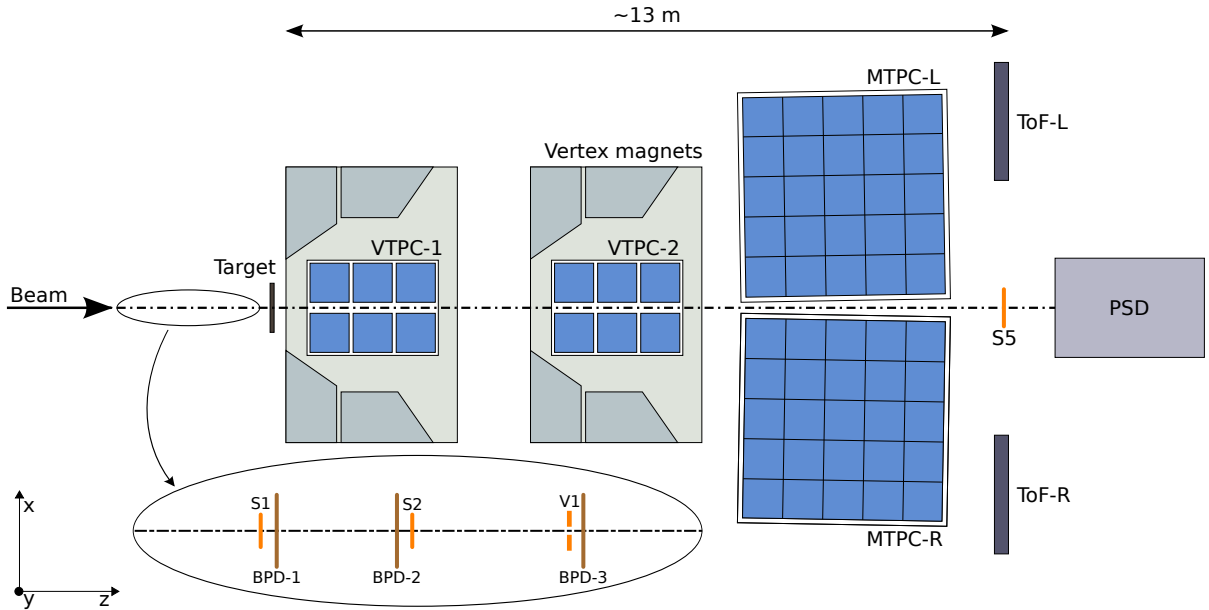 ~13 m
MTPC-L
ToF-L
Vertex magnets
VTPC-1
VTPC-2
Target
Beam
PSD
S5
ToF-R
MTPC-R
S1
S2
V1
BPD-1
BPD-2
BPD-3
x
y
z